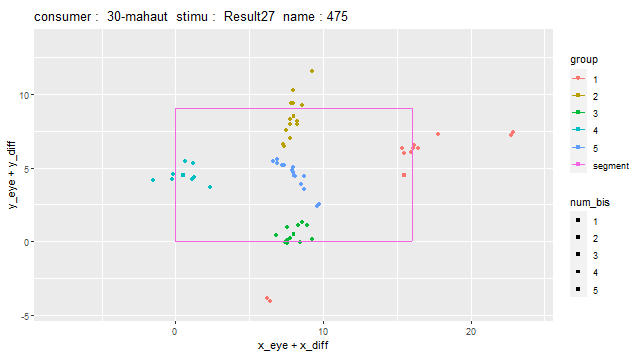 consumer : 30-mahaut stimu : Result27 name : 475
10
5
0
-5
y_eye + y_diff
0
10
20
x_eye + x_diff
group
1
2
3
4
5
segment
num_bis
1
2
3
4
5